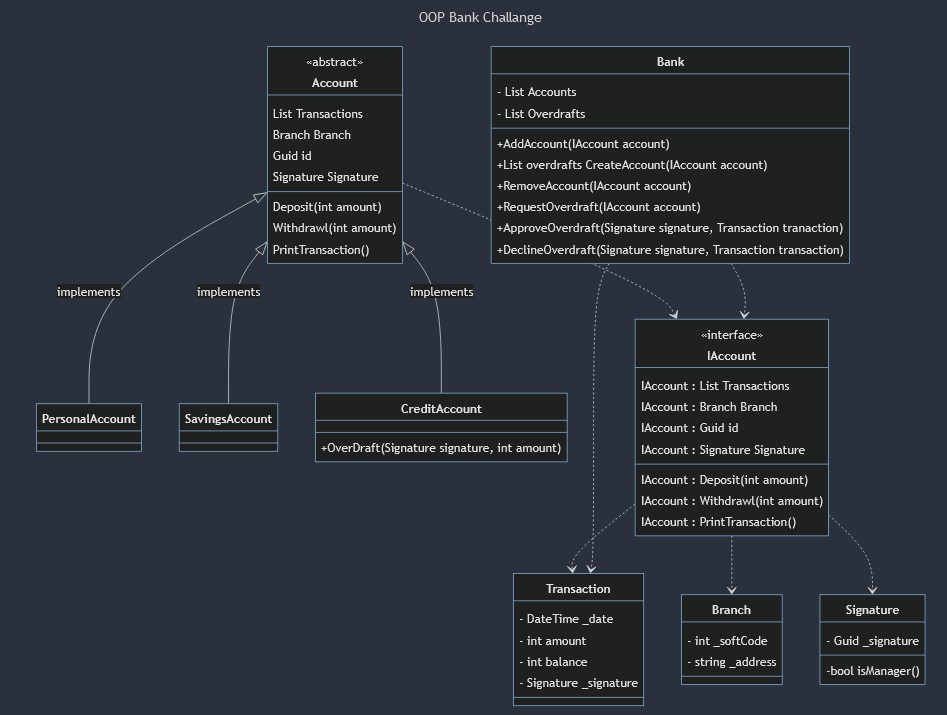 OOP Bank Challange
«abstract»
Account
List Transactions
Branch Branch
Guid id
Signature Signature
Deposit(int amount)
Withdrawl(int amount)
PrintTransaction()
Bank
- List Accounts
- List Overdrafts
+AddAccount(IAccount account)
+List overdrafts CreateAccount(IAccount account)
+RemoveAccount(IAccount account)
+RequestOverdraft(IAccount account)
+ApproveOverdraft(Signature signature, Transaction tranaction)
+DeclineOverdraft(Signature signature, Transaction transaction)
implements
implements
implements
«interface»
IAccount
IAccount : List Transactions
IAccount : Branch Branch
IAccount : Guid id
IAccount : Signature Signature
IAccount : Deposit(int amount)
IAccount : Withdrawl(int amount)
IAccount : PrintTransaction()
PersonalAccount
SavingsAccount
CreditAccount
+OverDraft(Signature signature, int amount)
Transaction
- DateTime _date
- int amount
- int balance
- Signature _signature
Branch
- int _softCode
- string _address
Signature
- Guid _signature
-bool isManager()